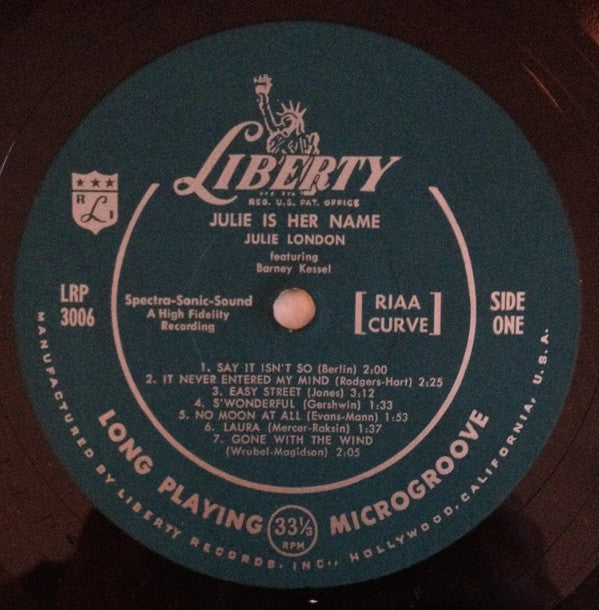 LIBERTY
REG. U.S. PAT. OFFICE
JULIE IS HER NAME
JULIE LONDON
featuring
Barney Kessel
R L I
LRP
3006
Spectra-Sonic-Sound
A High Fidelity
Recording
[RIAA
CURVE]
SIDE
ONE
1. SAY IT ISN'T SO (Berlin) 2:00
2. IT NEVER ENTERED MY MIND (Rodgers-Hart) 2:25
3. EASY STREET (Jones) 3:12
4. S'WONDERFUL (Gershwin) 1:33
5. NO MOON AT ALL (Evans-Mann) 1:53
6. LAURA (Mercer-Raksin) 1:37
7. GONE WITH THE WIND
(Wrubel-Magidson) 2:05
LONG PLAYING 33⅓ RPM MICROGROOVE
MANUFACTURED BY LIBERTY RECORDS, INC., HOLLYWOOD, CALIFORNIA, U.S.A.